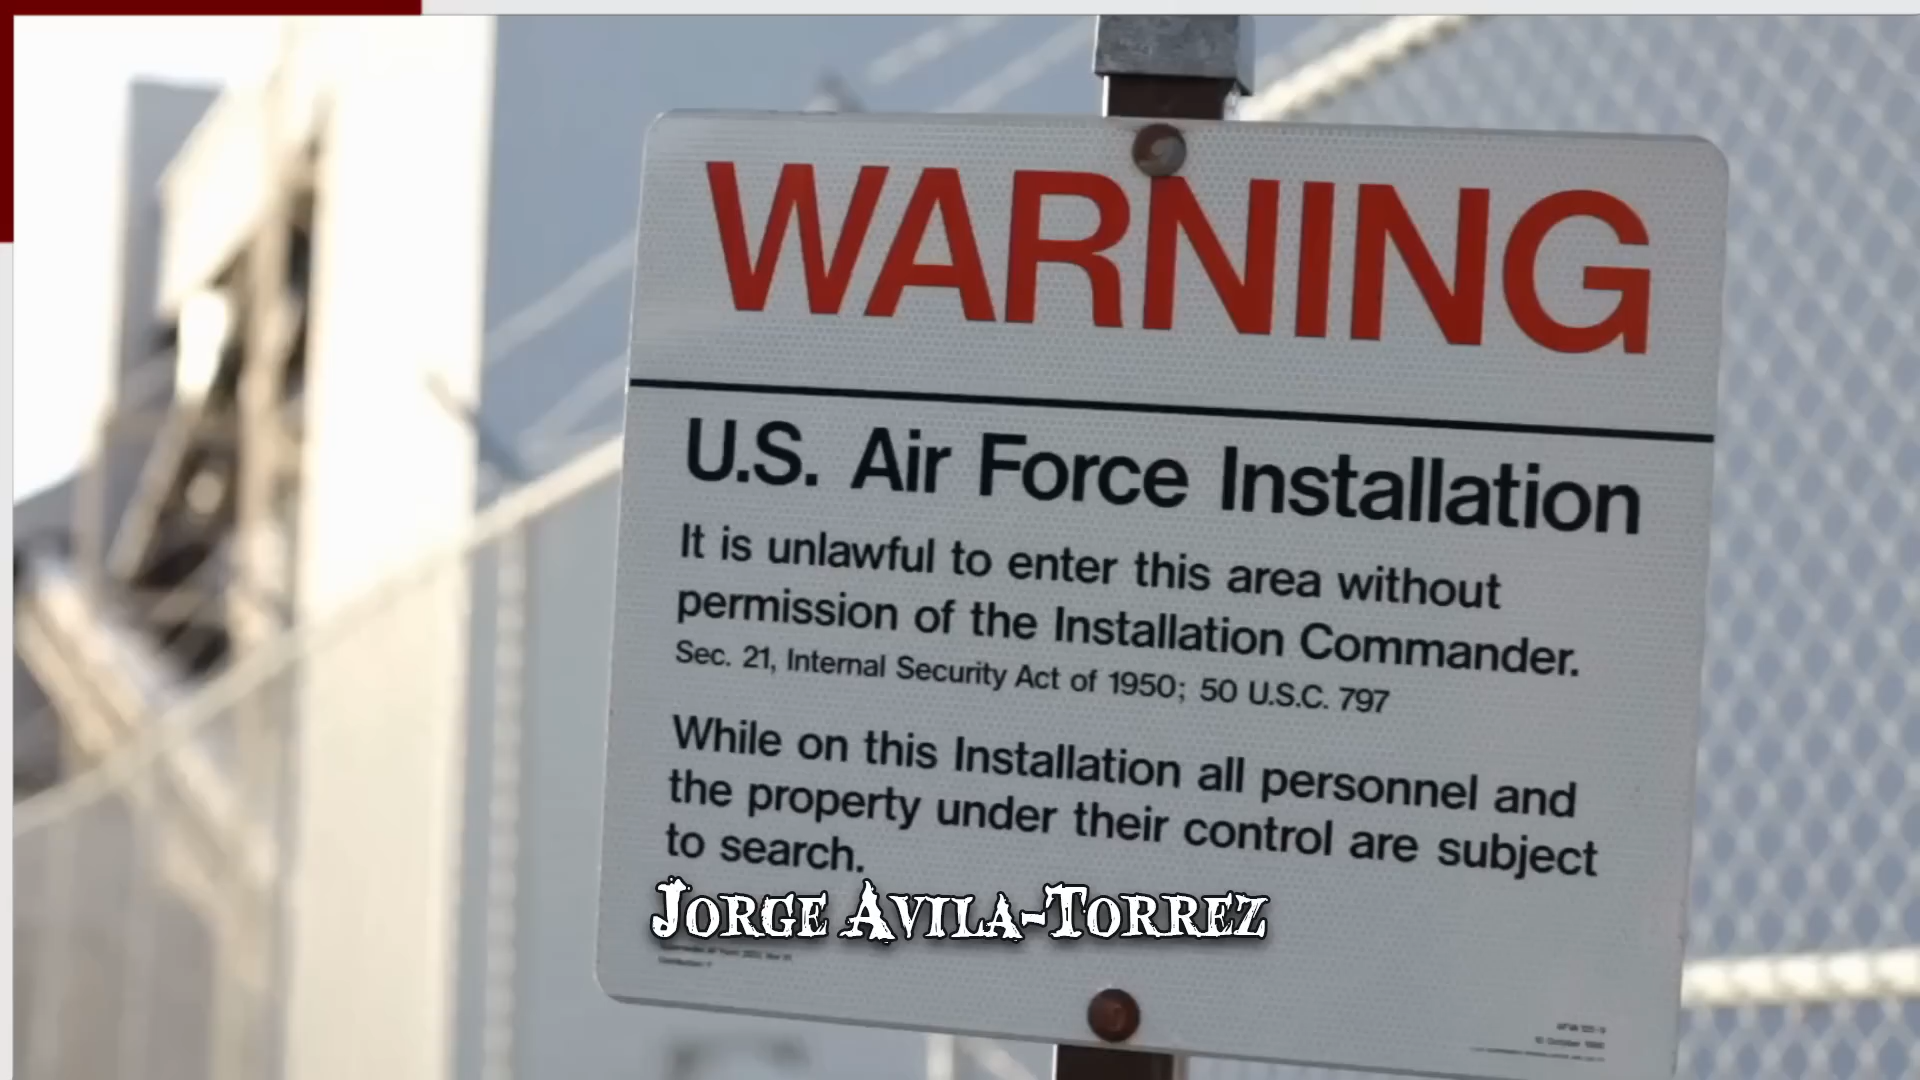 WARNING
U.S. Air Force Installation
It is unlawful to enter this area without
permission of the Installation Commander.
Sec. 21, Internal Security Act of 1950; 50 U.S.C. 797
While on this Installation all personnel and
the property under their control are subject
to search.
JORGE AVILA-TORREZ